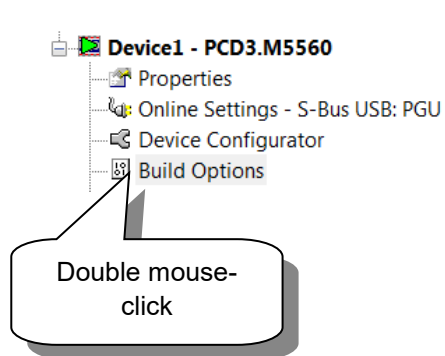 Device1 - PCD3.M5560
Properties
Online Settings - S-Bus USB: PGU
Device Configurator
Build Options
Double mouse-
click